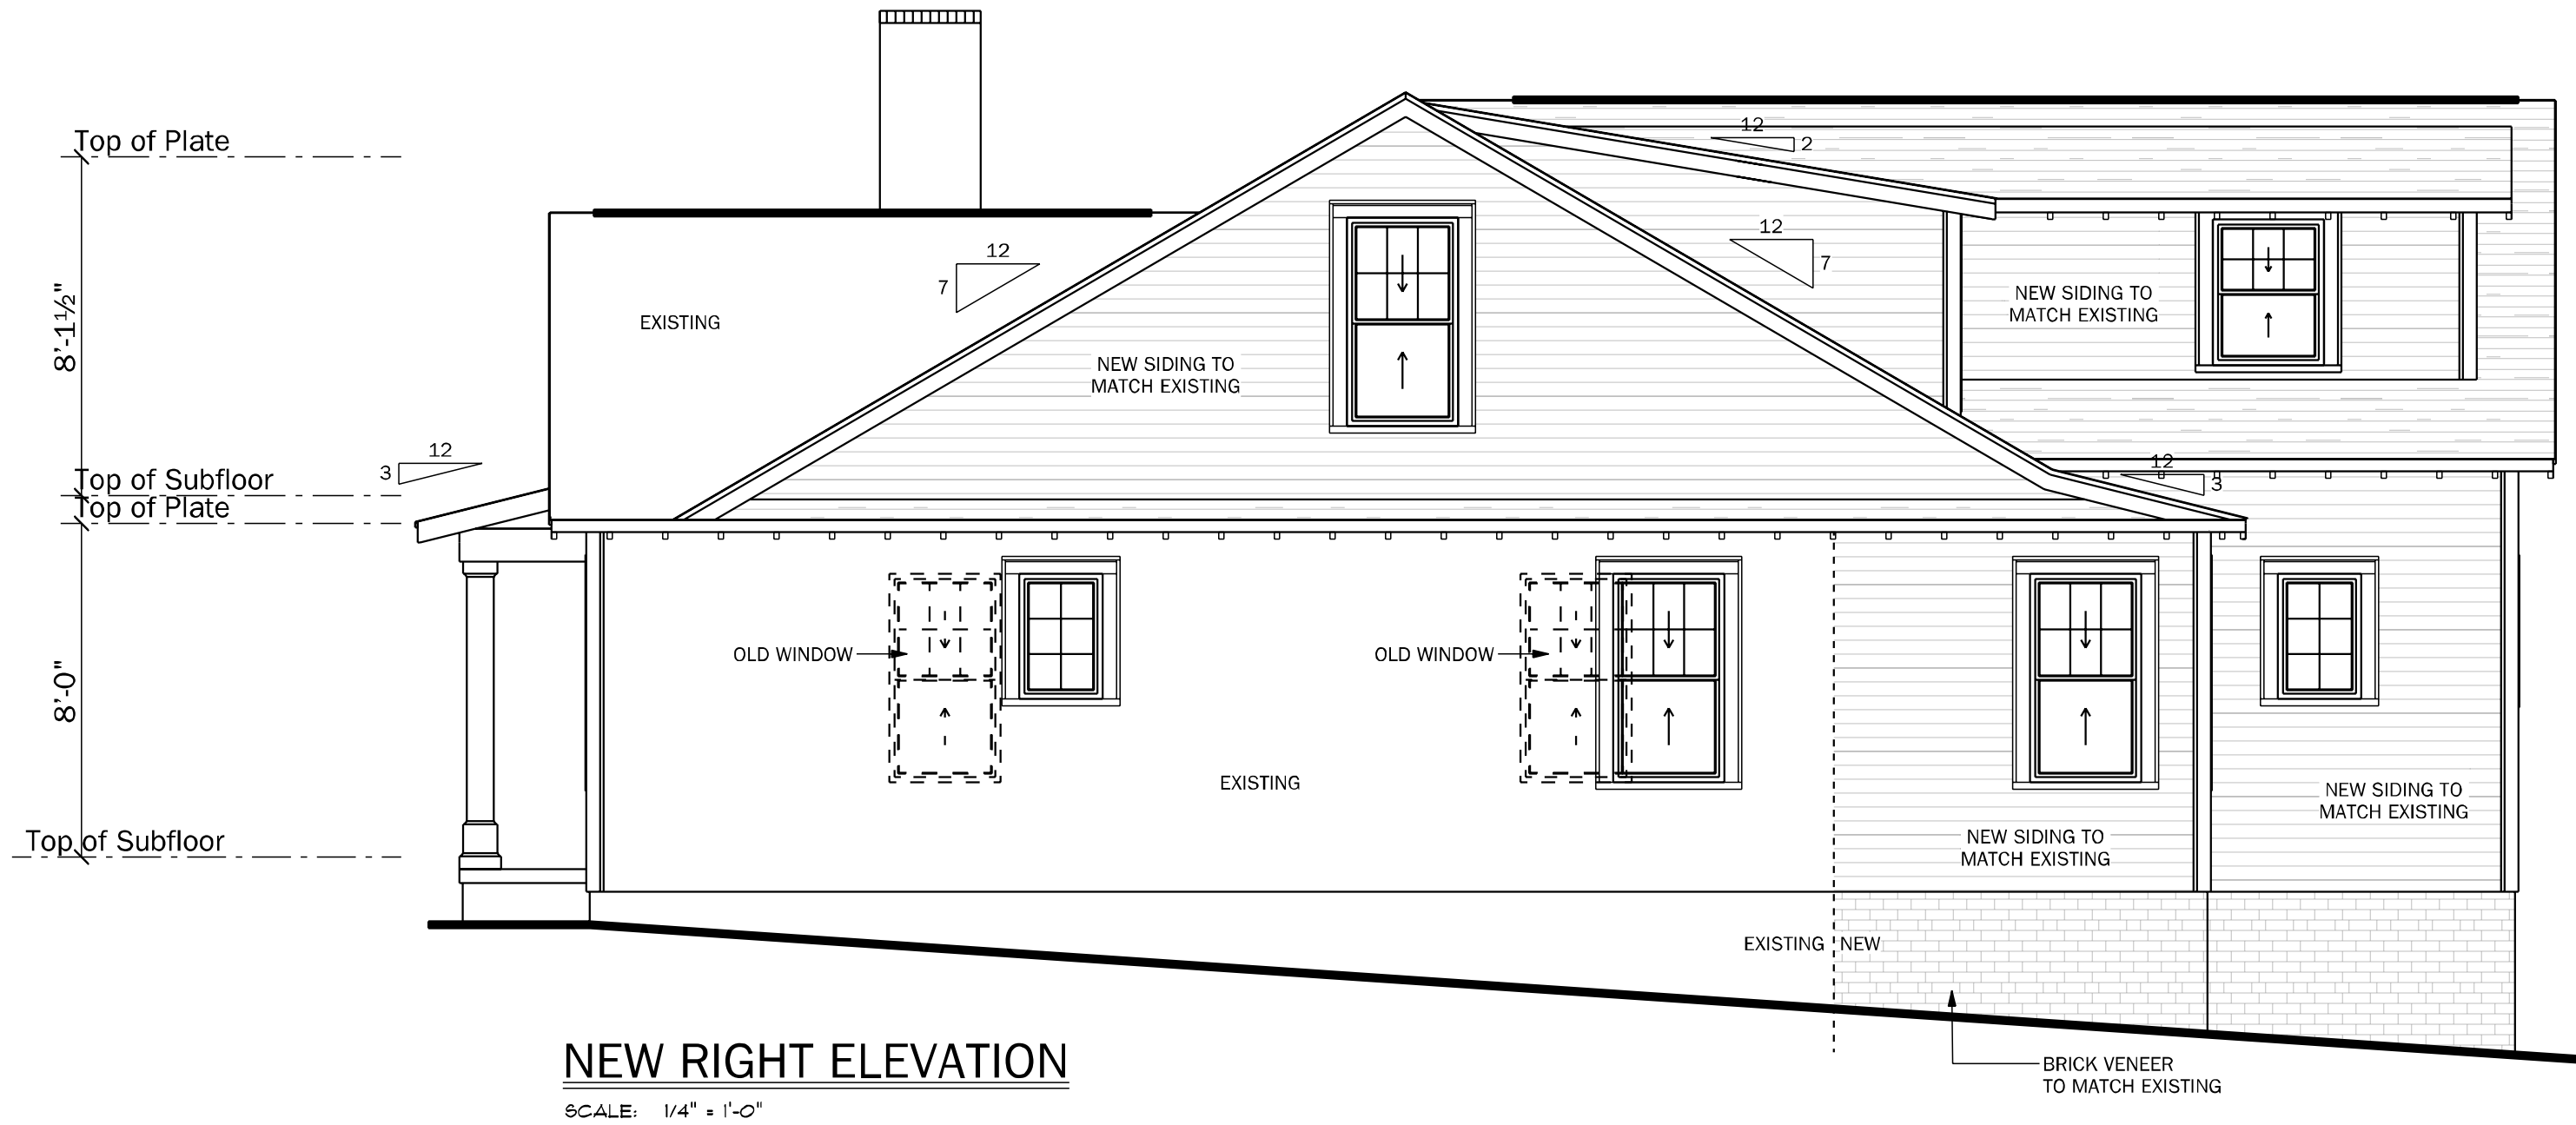 Top of Plate
12
2
12
7
12
7
8'-1½"
NEW SIDING TO
MATCH EXISTING
EXISTING
NEW SIDING TO
MATCH EXISTING
12
3
Top of Subfloor
12
3
Top of Plate
OLD WINDOW
OLD WINDOW
8'-0"
EXISTING
NEW SIDING TO
MATCH EXISTING
Top of Subfloor
NEW SIDING TO
MATCH EXISTING
EXISTING NEW
NEW RIGHT ELEVATION
BRICK VENEER
TO MATCH EXISTING
SCALE: 1/4" = 1'-0"